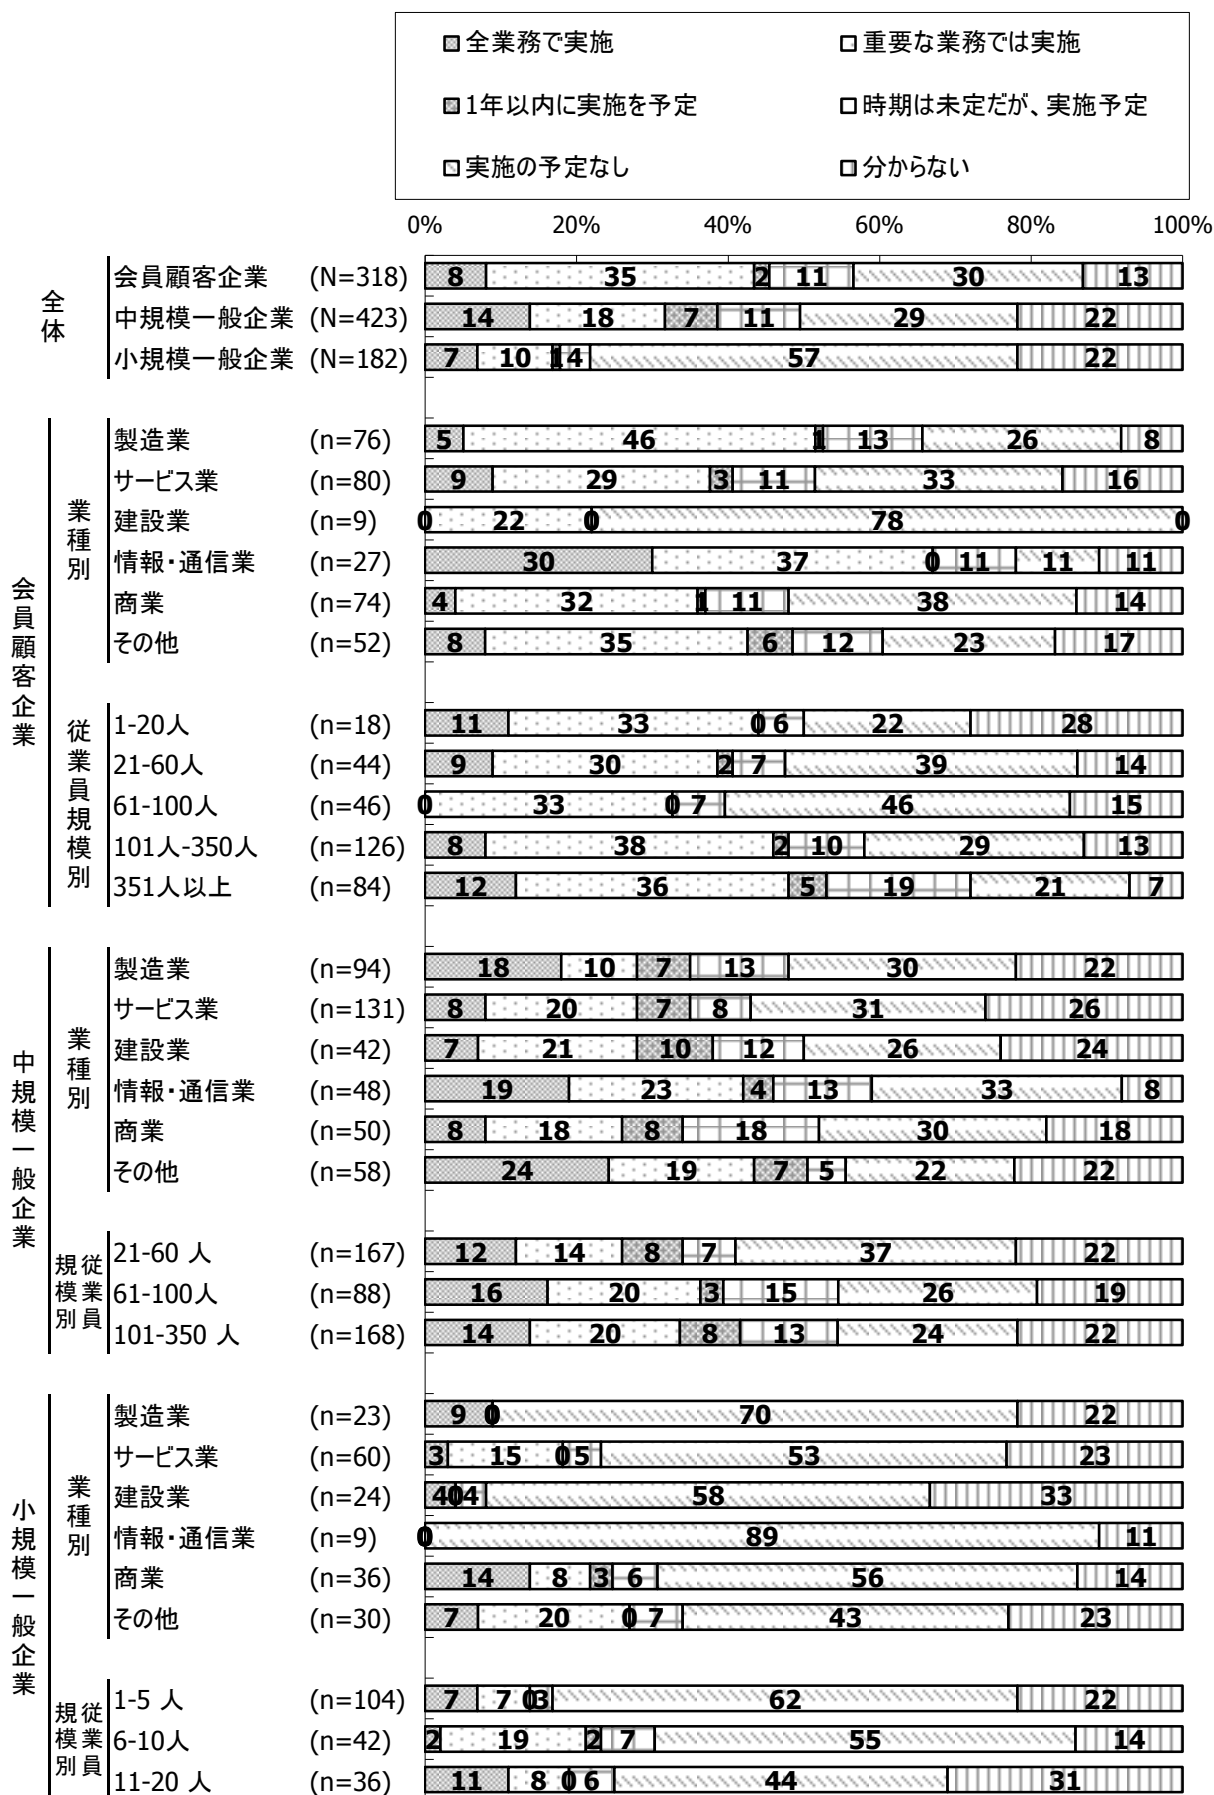 全業務で実施 重要な業務では実施
1年以内に実施を予定 時期は未定だが、実施予定
実施の予定なし 分からない
0% 20% 40% 60% 80% 100%
全体
会員顧客企業 (N=318) 8 35 2 11 30 13
中規模一般企業 (N=423) 14 18 7 11 29 22
小規模一般企業 (N=182) 7 10 1 4 57 22
会員顧客企業
業種別
製造業 (n=76) 5 46 1 13 26 8
サービス業 (n=80) 9 29 3 11 33 16
建設業 (n=9) 0 22 0 78 0
情報・通信業 (n=27) 30 37 0 11 11 11
商業 (n=74) 4 32 1 11 38 14
その他 (n=52) 8 35 6 12 23 17
従業員規模別
1-20人 (n=18) 11 33 0 6 22 28
21-60人 (n=44) 9 30 2 7 39 14
61-100人 (n=46) 0 33 0 7 46 15
101人-350人 (n=126) 8 38 2 10 29 13
351人以上 (n=84) 12 36 5 19 21 7
中規模一般企業
業種別
製造業 (n=94) 18 10 7 13 30 22
サービス業 (n=131) 8 20 7 8 31 26
建設業 (n=42) 7 21 10 12 26 24
情報・通信業 (n=48) 19 23 4 13 33 8
商業 (n=50) 8 18 8 18 30 18
その他 (n=58) 24 19 7 5 22 22
従業員規模別
21-60 人 (n=167) 12 14 8 7 37 22
61-100人 (n=88) 16 20 3 15 26 19
101-350 人 (n=168) 14 20 8 13 24 22
小規模一般企業
業種別
製造業 (n=23) 9 0 70 22
サービス業 (n=60) 3 15 0 5 53 23
建設業 (n=24) 4 0 4 58 33
情報・通信業 (n=9) 0 89 11
商業 (n=36) 14 8 3 6 56 14
その他 (n=30) 7 20 0 7 43 23
従業員規模別
1-5 人 (n=104) 7 7 0 3 62 22
6-10人 (n=42) 2 19 2 7 55 14
11-20 人 (n=36) 11 8 0 6 44 31